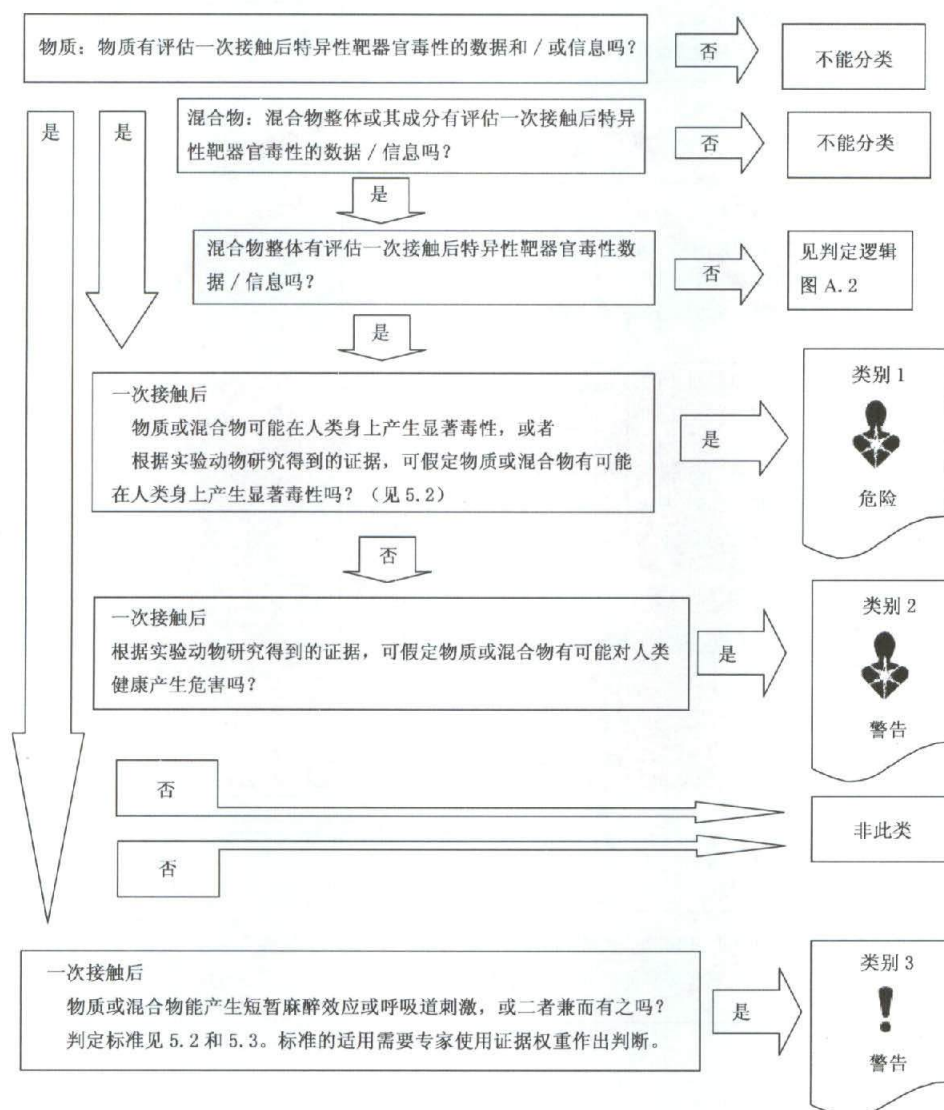 物质：物质有评估一次接触后特异性靶器官毒性的数据和/或信息吗？
否
不能分类
是
是
混合物：混合物整体或其成分有评估一次接触后特异
性靶器官毒性的数据/信息吗？
否
不能分类
是
混合物整体有评估一次接触后特异性靶器官毒性数
据/信息吗？
否
见判定逻辑
图 A.2
是
一次接触后
物质或混合物可能在人类身上产生显著毒性，或者
根据实验动物研究得到的证据，可假定物质或混合物有可能
在人类身上产生显著毒性吗？（见 5.2）
是
类别 1
危险
否
一次接触后
根据实验动物研究得到的证据，可假定物质或混合物有可能对人类
健康产生危害吗？
是
类别 2
警告
否
否
非此类
一次接触后
物质或混合物能产生短暂麻醉效应或呼吸道刺激，或二者兼而有之吗？
判定标准见 5.2 和 5.3。标准的适用需要专家使用证据权重作出判断。
是
类别 3
警告